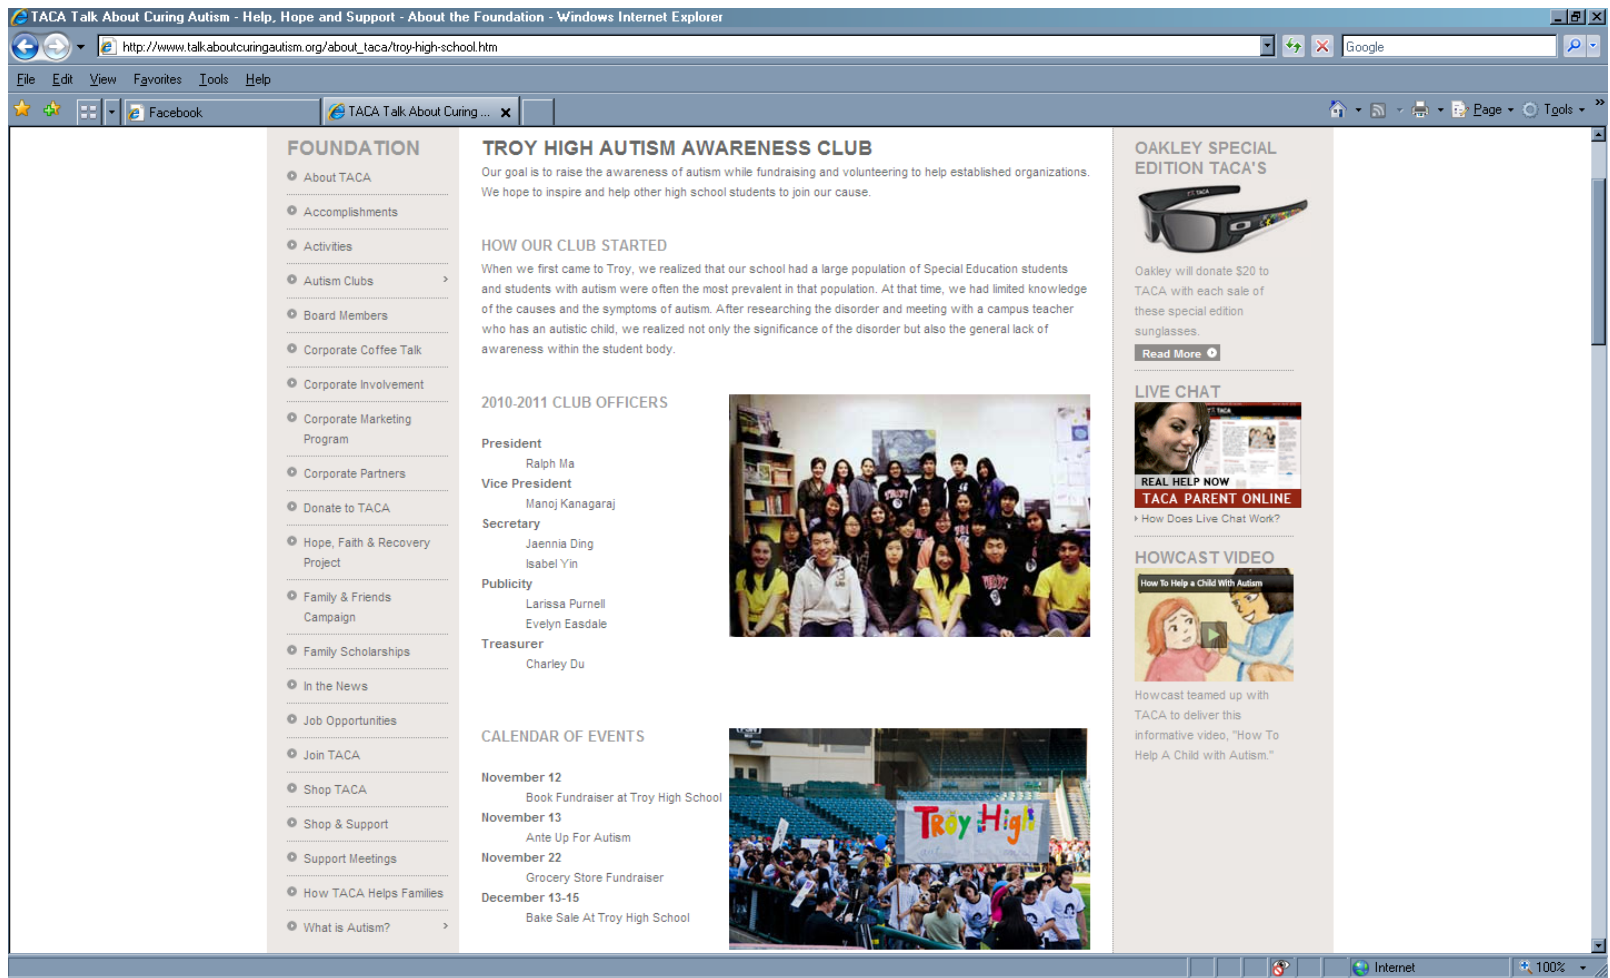 TACA Talk About Curing Autism - Help, Hope and Support - About the Foundation - Windows Internet Explorer
http://www.talkaboutcuringautism.org/about_taca/troy-high-school.htm
Google
File Edit View Favorites Tools Help
Facebook
TACA Talk About Curing ...
Page
Tools
FOUNDATION
About TACA
Accomplishments
Activities
Autism Clubs
Board Members
Corporate Coffee Talk
Corporate Involvement
Corporate Marketing
Program
Corporate Partners
Donate to TACA
Hope, Faith & Recovery
Project
Family & Friends
Campaign
Family Scholarships
In the News
Job Opportunities
Join TACA
Shop TACA
Shop & Support
Support Meetings
How TACA Helps Families
What is Autism?
TROY HIGH AUTISM AWARENESS CLUB
Our goal is to raise the awareness of autism while fundraising and volunteering to help established organizations.
We hope to inspire and help other high school students to join our cause.
HOW OUR CLUB STARTED
When we first came to Troy, we realized that our school had a large population of Special Education students
and students with autism were often the most prevalent in that population. At that time, we had limited knowledge
of the causes and the symptoms of autism. After researching the disorder and meeting with a campus teacher
who has an autistic child, we realized not only the significance of the disorder but also the general lack of
awareness within the student body.
2010-2011 CLUB OFFICERS
President
Ralph Ma
Vice President
Manoj Kanagaraj
Secretary
Jaennia Ding
Isabel Yin
Publicity
Larissa Purnell
Evelyn Easdale
Treasurer
Charley Du
CALENDAR OF EVENTS
November 12
Book Fundraiser at Troy High School
November 13
Ante Up For Autism
November 22
Grocery Store Fundraiser
December 13-15
Bake Sale At Troy High School
TROY High
OAKLEY SPECIAL
EDITION TACA'S
TACA
Oakley will donate $20 to
TACA with each sale of
these special edition
sunglasses.
Read More
LIVE CHAT
TACA
REAL HELP NOW
TACA PARENT ONLINE
How Does Live Chat Work?
HOWCAST VIDEO
How To Help a Child With Autism
Howcast teamed up with
TACA to deliver this
informative video, "How To
Help A Child with Autism."
Internet
100%